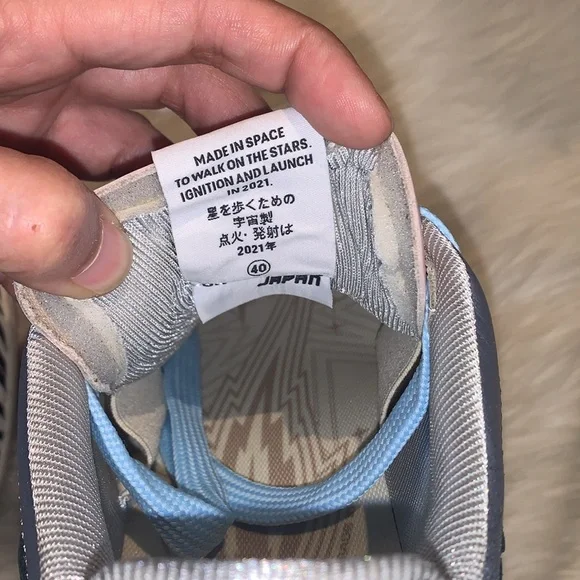 MADE IN SPACE
TO WALK ON THE STARS.
IGNITION AND LAUNCH
IN 2021.
星を歩くための
宇宙製
点火・発射は
2021年
40
JAPAN